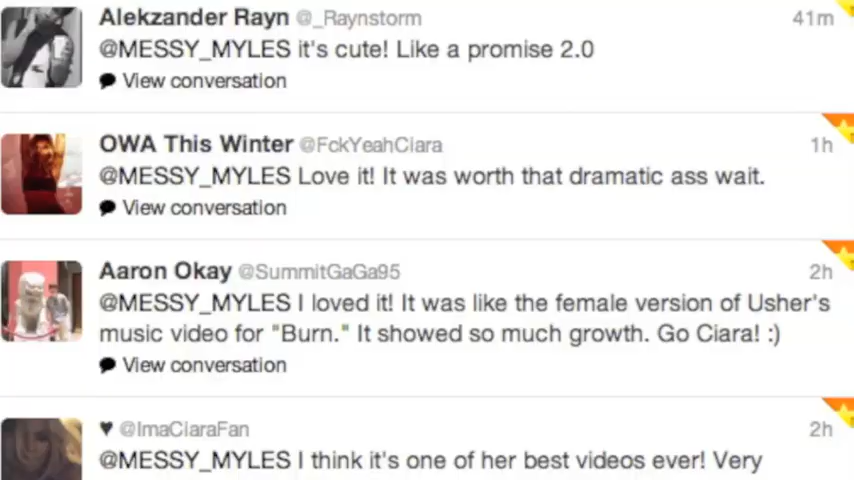 Alekzander Rayn @_Raynstorm 41m
@MESSY_MYLES it's cute! Like a promise 2.0
View conversation
OWA This Winter @FckYeahCiara 1h
@MESSY_MYLES Love it! It was worth that dramatic ass wait.
View conversation
Aaron Okay @SummitGaGa95 2h
@MESSY_MYLES I loved it! It was like the female version of Usher's
music video for "Burn." It showed so much growth. Go Ciara! :)
View conversation
♥ @ImaCiaraFan 2h
@MESSY_MYLES I think it's one of her best videos ever! Very